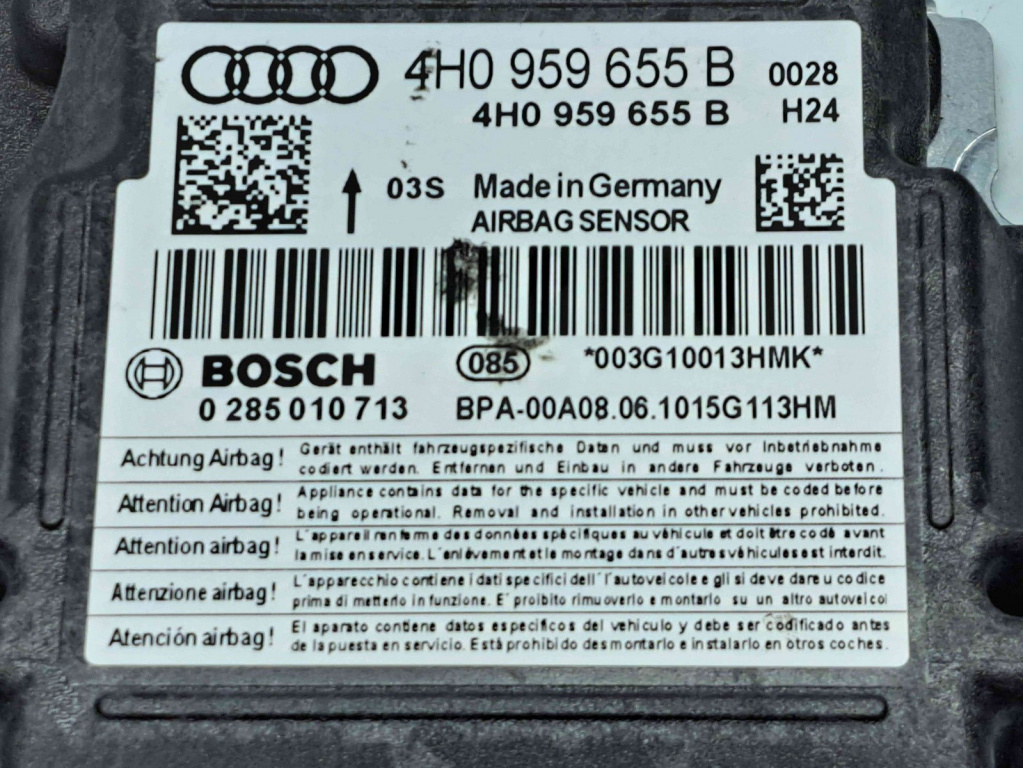 4H0 959 655 B 0028
4H0 959 655 B H24
03S Made in Germany
AIRBAG SENSOR
BOSCH 085 *003G10013HMK*
0 285 010 713 BPA-00A08.06.1015G113HM
Achtung Airbag! Gerät enthält fahrzeugspezifische Daten und muss vor Inbetriebnahme
codiert werden. Entfernen und Einbau in andere Fahrzeuge verboten.
Attention Airbag! Appliance contains data for the specific vehicle and must be coded before
being operational. Removal and installation in other vehicles prohibited.
Attention airbag! L'appareil renferme des données spécifiques au véhicule et doit être codé avant
la mise en service. L'enlèvement et le montage dans d'autres véhicules est interdit.
Attenzione airbag! L'apparecchio contiene i dati specifici dell'l'autoveicolo e gli si deve dare u codice
prima di metterlo in funzione. E' proibito rimuoverlo e montarlo su un altro autoveicol
Atención airbag! El aparato contiene datos especificos del vehiculo y debe ser codificado antes
de la puesta en servicio. Está prohibido desmontarlo e instalarlo en otros coches.